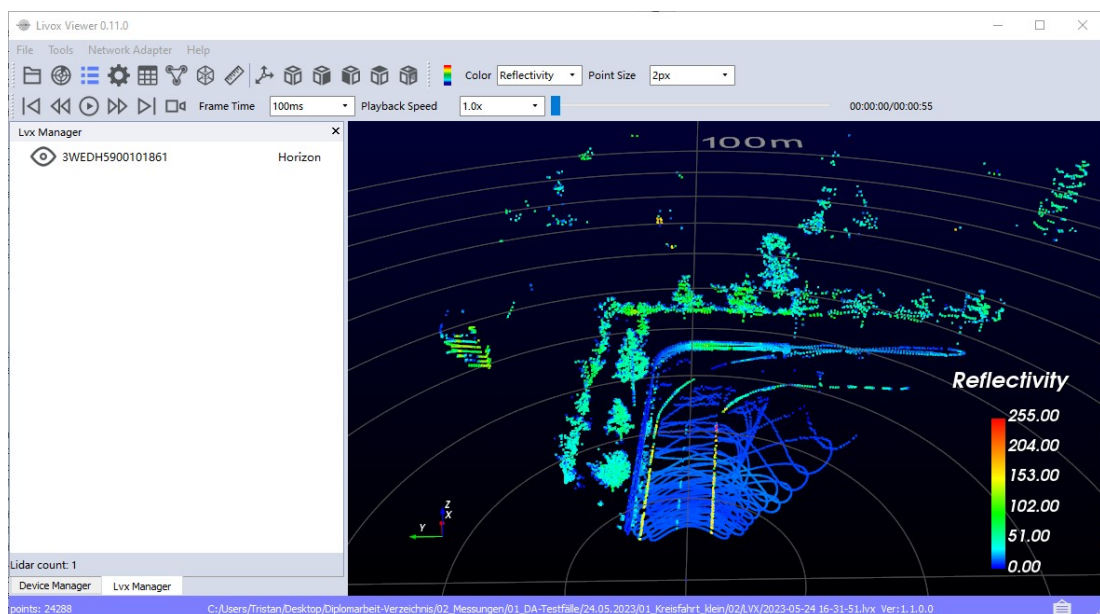 Livox Viewer 0.11.0
File Tools Network Adapter Help
Color Reflectivity Point Size 2px
Frame Time 100ms Playback Speed 1.0x 00:00:00/00:00:55
Lvx Manager
3WEDH5900101861 Horizon
100m
Reflectivity
255.00
204.00
153.00
102.00
51.00
0.00
Z
X
Y
Lidar count: 1
Device Manager Lvx Manager
points: 24288 C:/Users/Tristan/Desktop/Diplomarbeit-Verzeichnis/02_Messungen/01_DA-Testfälle/24.05.2023/01_Kreisfahrt_klein/02/LVX/2023-05-24 16-31-51.lvx Ver:1.1.0.0